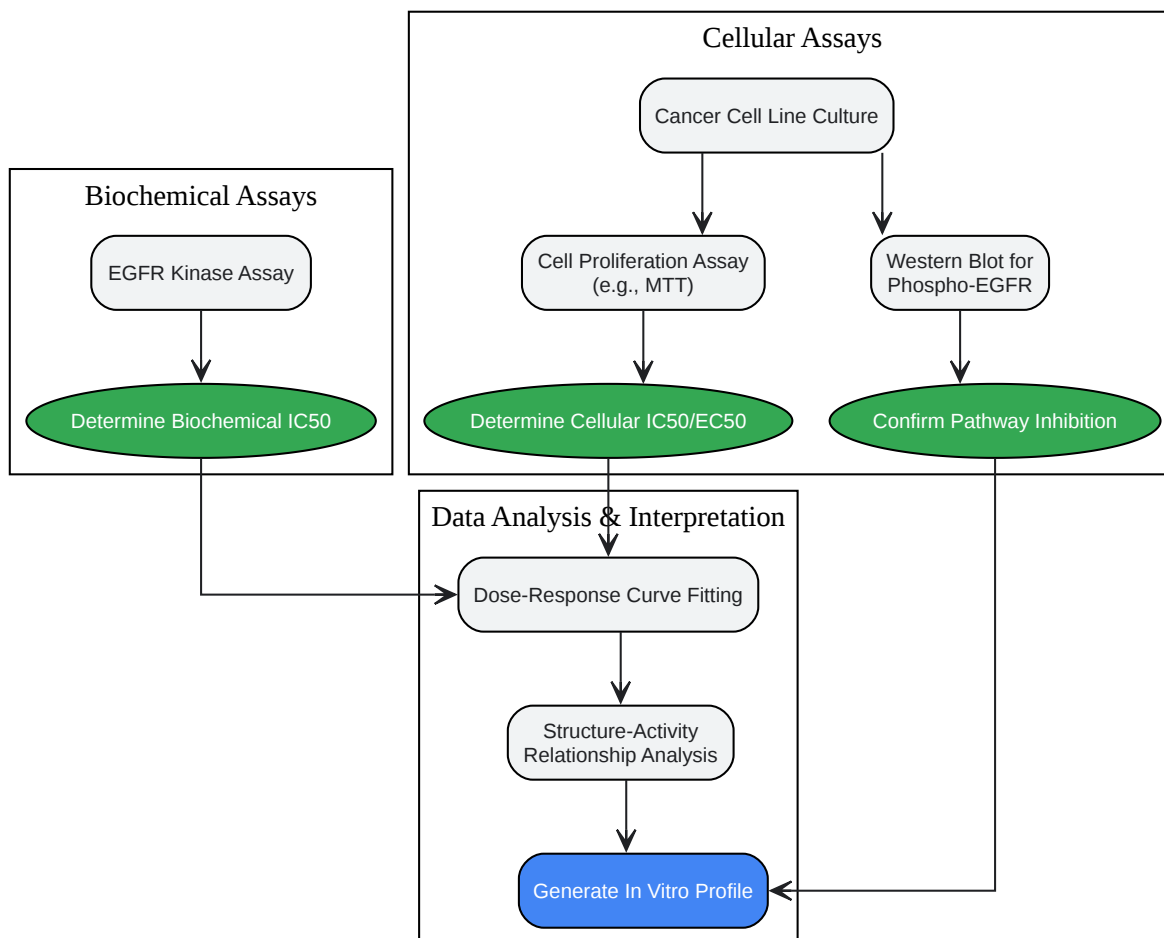 Cellular Assays
Cancer Cell Line Culture
Biochemical Assays
EGFR Kinase Assay
Cell Proliferation Assay
(e.g., MTT)
Western Blot for
Phospho-EGFR
Determine Biochemical IC50
Determine Cellular IC50/EC50
Confirm Pathway Inhibition
Data Analysis & Interpretation
Dose-Response Curve Fitting
Structure-Activity
Relationship Analysis
Generate In Vitro Profile